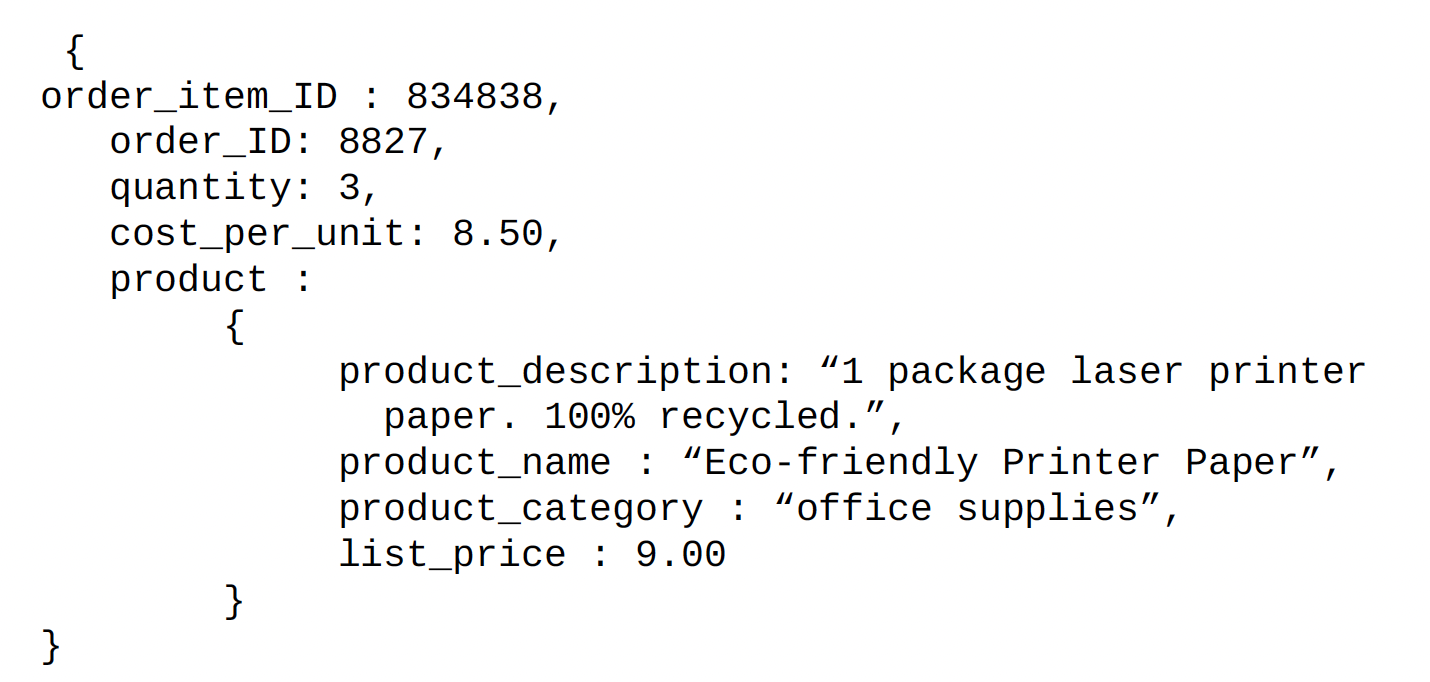 {
order_item_ID : 834838,
order_ID: 8827,
quantity: 3,
cost_per_unit: 8.50,
product :
{
product_description: “1 package laser printer
paper. 100% recycled.”,
product_name : “Eco-friendly Printer Paper”,
product_category : “office supplies”,
list_price : 9.00
}
}